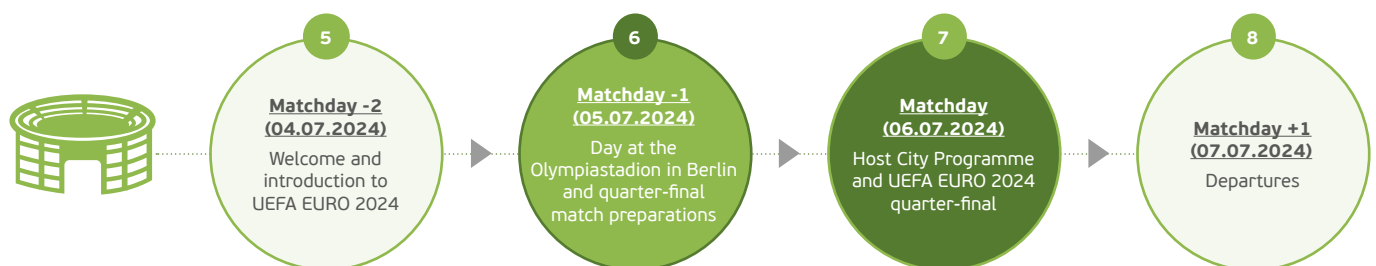 5
Matchday -2
(04.07.2024)
Welcome and
introduction to
UEFA EURO 2024
6
Matchday -1
(05.07.2024)
Day at the
Olympiastadion in Berlin
and quarter-final
match preparations
7
Matchday
(06.07.2024)
Host City Programme
and UEFA EURO 2024
quarter-final
8
Matchday +1
(07.07.2024)
Departures